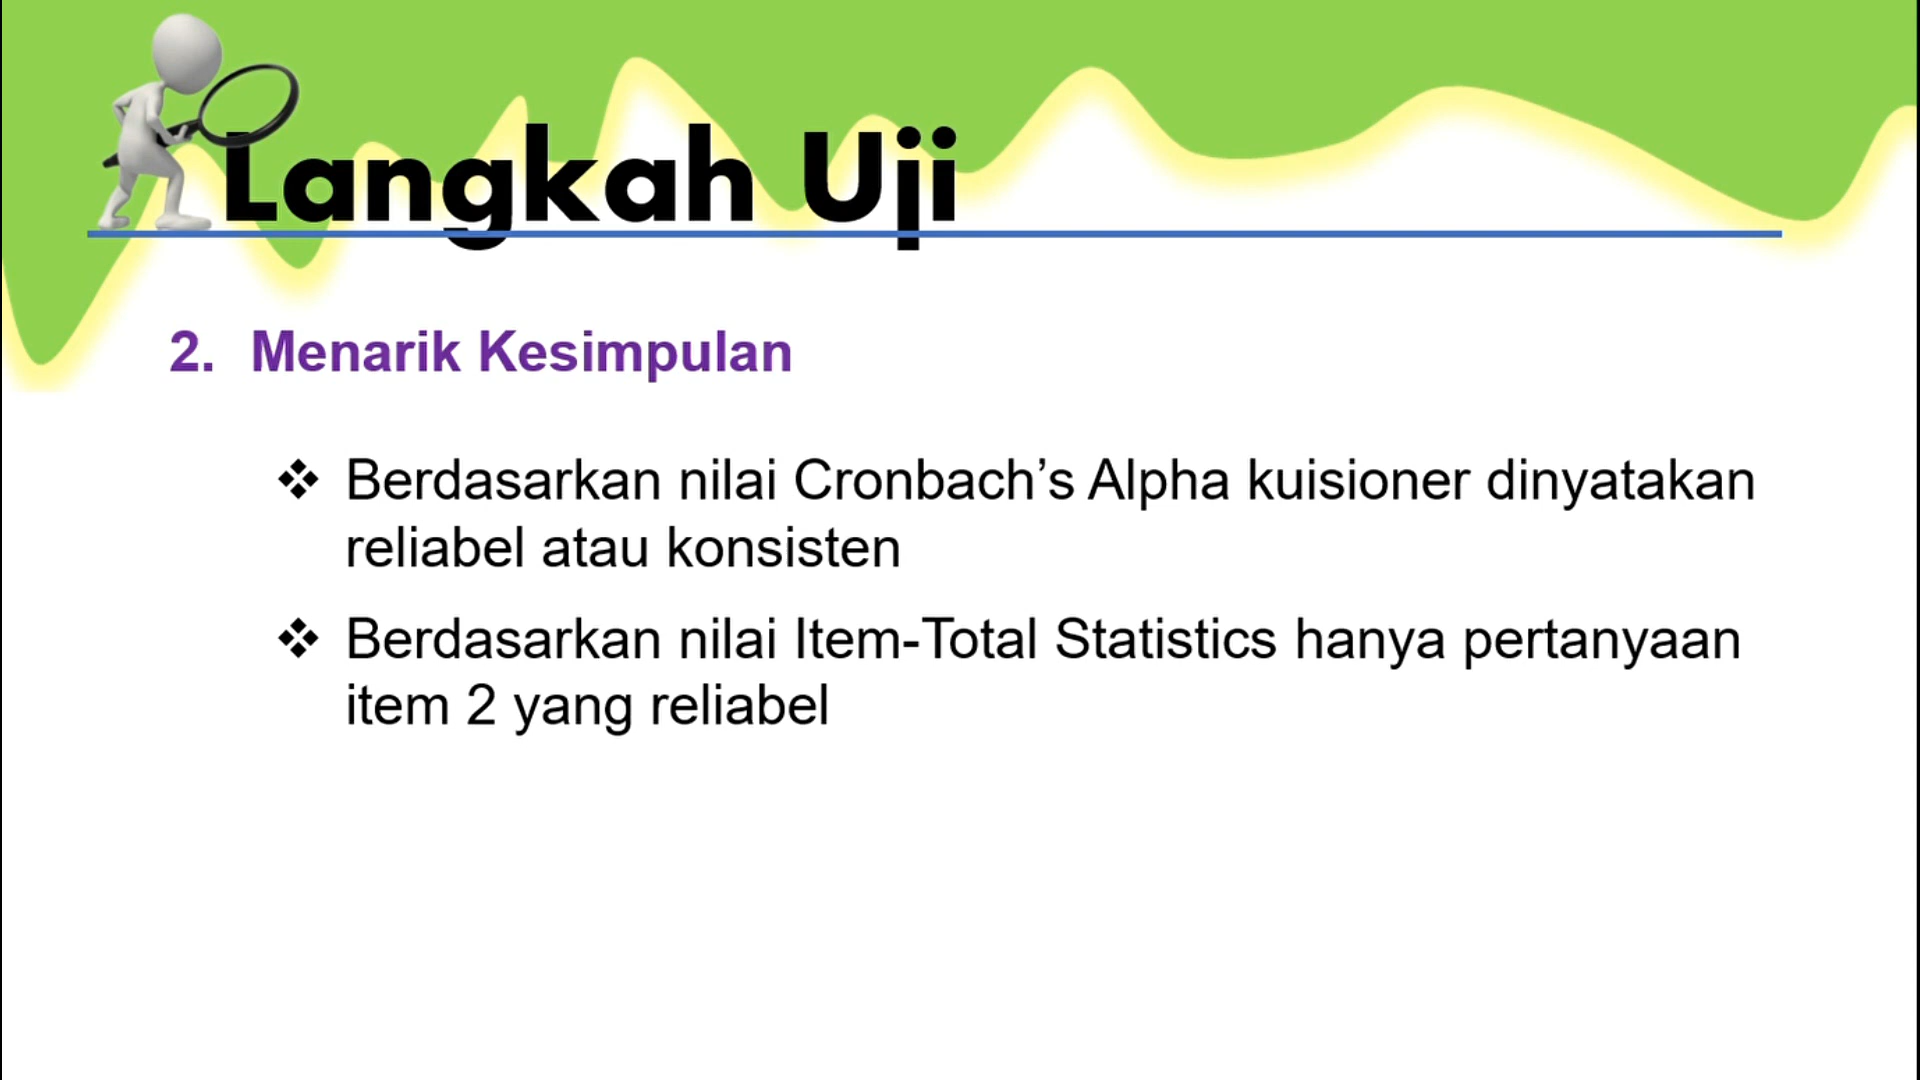 Langkah Uji
2. Menarik Kesimpulan
❖ Berdasarkan nilai Cronbach’s Alpha kuisioner dinyatakan
reliabel atau konsisten
❖ Berdasarkan nilai Item-Total Statistics hanya pertanyaan
item 2 yang reliabel